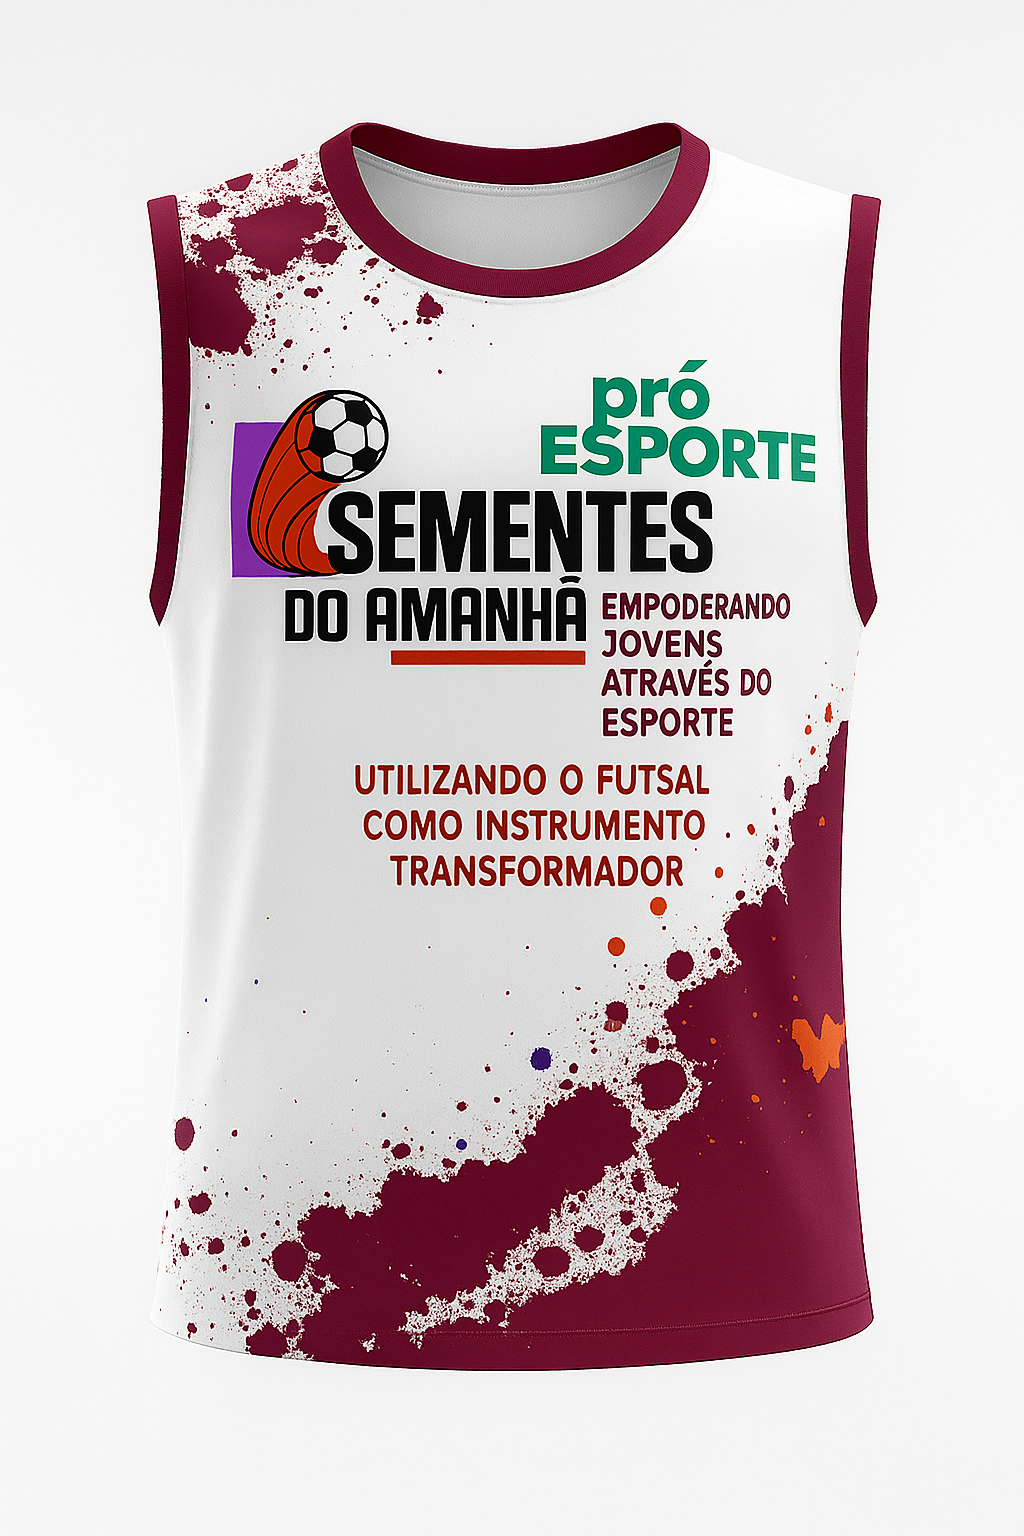 pró
ESPORTE
SEMENTES
DO AMANHÃ
EMPODERANDO
JOVENS
ATRAVÉS DO
ESPORTE
UTILIZANDO O FUTSAL
COMO INSTRUMENTO
TRANSFORMADOR